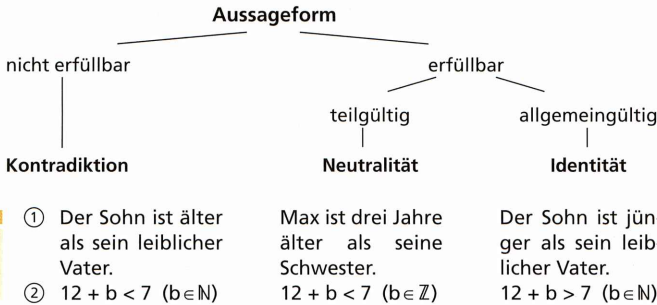 Aussageform
nicht erfüllbar erfüllbar
teilgültig allgemeingültig
Kontradiktion Neutralität Identität
① Der Sohn ist älter Max ist drei Jahre Der Sohn ist jün-
als sein leiblicher älter als seine ger als sein leib-
Vater. Schwester. licher Vater.
② 12 + b < 7 (b∈ℕ) 12 + b < 7 (b∈ℤ) 12 + b > 7 (b∈ℕ)